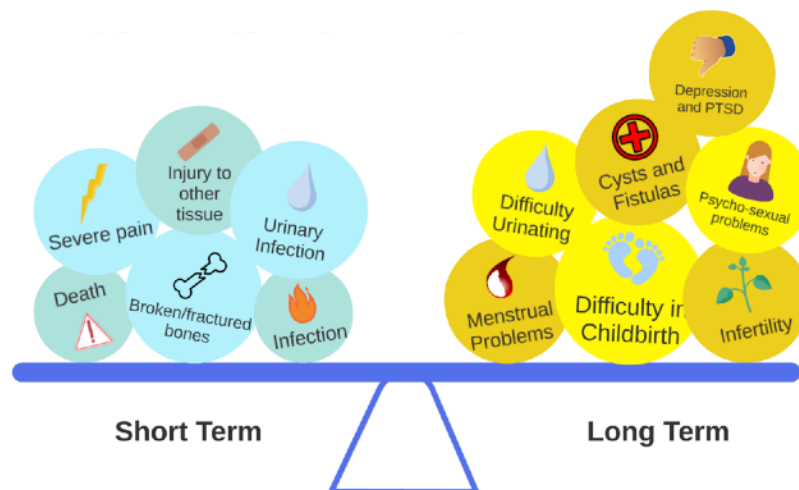 Severe pain
Injury to
other
tissue
Urinary
Infection
Death
Broken/fractured
bones
Infection
Short Term
Depression
and PTSD
Cysts and
Fistulas
Difficulty
Urinating
Psycho-sexual
problems
Menstrual
Problems
Difficulty in
Childbirth
Infertility
Long Term